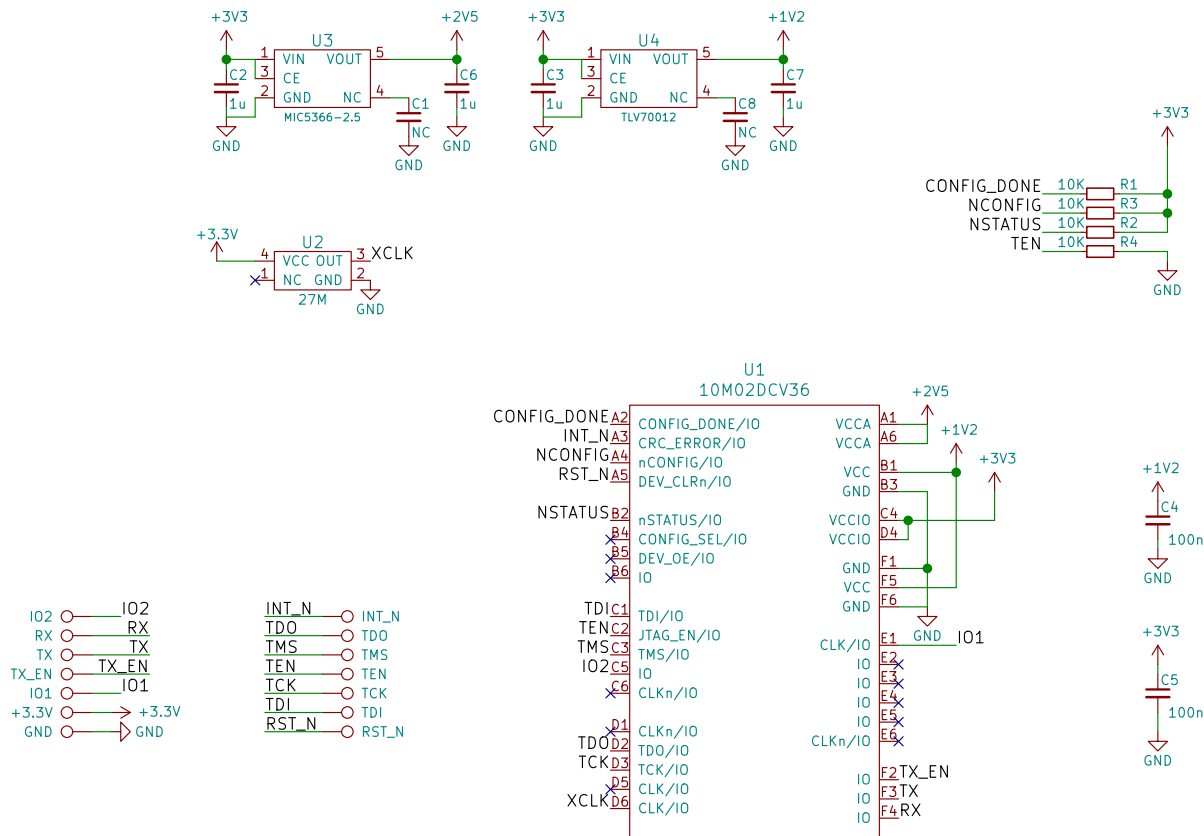 +3V3
+2V5
+3V3
+1V2
U3
U4
1 VIN VOUT 5
3 CE
2 GND NC 4
MIC5366-2.5
C2
1u
GND
C1
NC
GND
C6
1u
GND
1 VIN VOUT 5
3 CE
2 GND NC 4
TLV70012
C3
1u
GND
C8
NC
GND
C7
1u
GND
+3V3
CONFIG_DONE 10K R1
NCONFIG 10K R3
NSTATUS 10K R2
TEN 10K R4
GND
+3.3V
U2
4 VCC OUT 3 XCLK
1 NC GND 2
27M
GND
U1
10M02DCV36
CONFIG_DONE A2 CONFIG_DONE/IO
INT_N A3 CRC_ERROR/IO
NCONFIG A4 nCONFIG/IO
RST_N A5 DEV_CLRn/IO
NSTATUS B2 nSTATUS/IO
B4 CONFIG_SEL/IO
B5 DEV_OE/IO
B6 IO
TDI C1 TDI/IO
TEN C2 JTAG_EN/IO
TMS C3 TMS/IO
IO2 C5 IO
C6 CLKn/IO
D1 CLKn/IO
TDO D2 TDO/IO
TCK D3 TCK/IO
D5 CLK/IO
XCLK D6 CLK/IO
+2V5
VCCA A1
VCCA A6
+1V2
VCC B1
GND B3
+3V3
VCCIO C4
VCCIO D4
GND F1
VCC F5
GND F6
GND
CLK/IO E1 IO1
IO E2
IO E3
IO E4
IO E5
CLKn/IO E6
IO F2 TX_EN
IO F3 TX
IO F4 RX
+1V2
C4
100n
GND
+3V3
C5
100n
GND
IO2 IO2
RX RX
TX TX
TX_EN TX_EN
IO1 IO1
+3.3V +3.3V
GND GND
INT_N INT_N
TDO TDO
TMS TMS
TEN TEN
TCK TCK
TDI TDI
RST_N RST_N